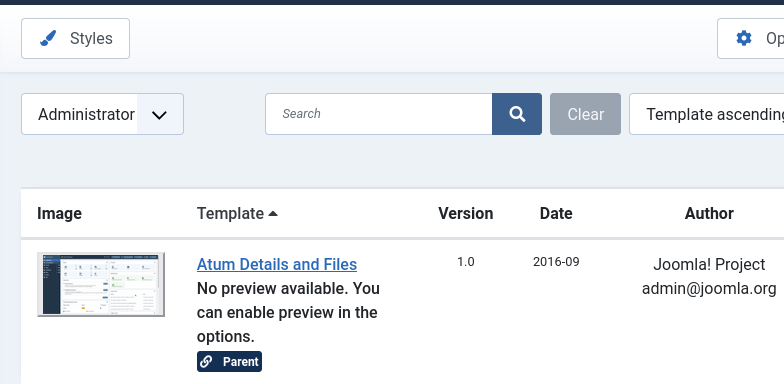 Styles
Op
Administrator
Search
Clear
Template ascending
Image Template Version Date Author
Atum Details and Files 1.0 2016-09 Joomla! Project
No preview available. You admin@joomla.org
can enable preview in the
options.
Parent